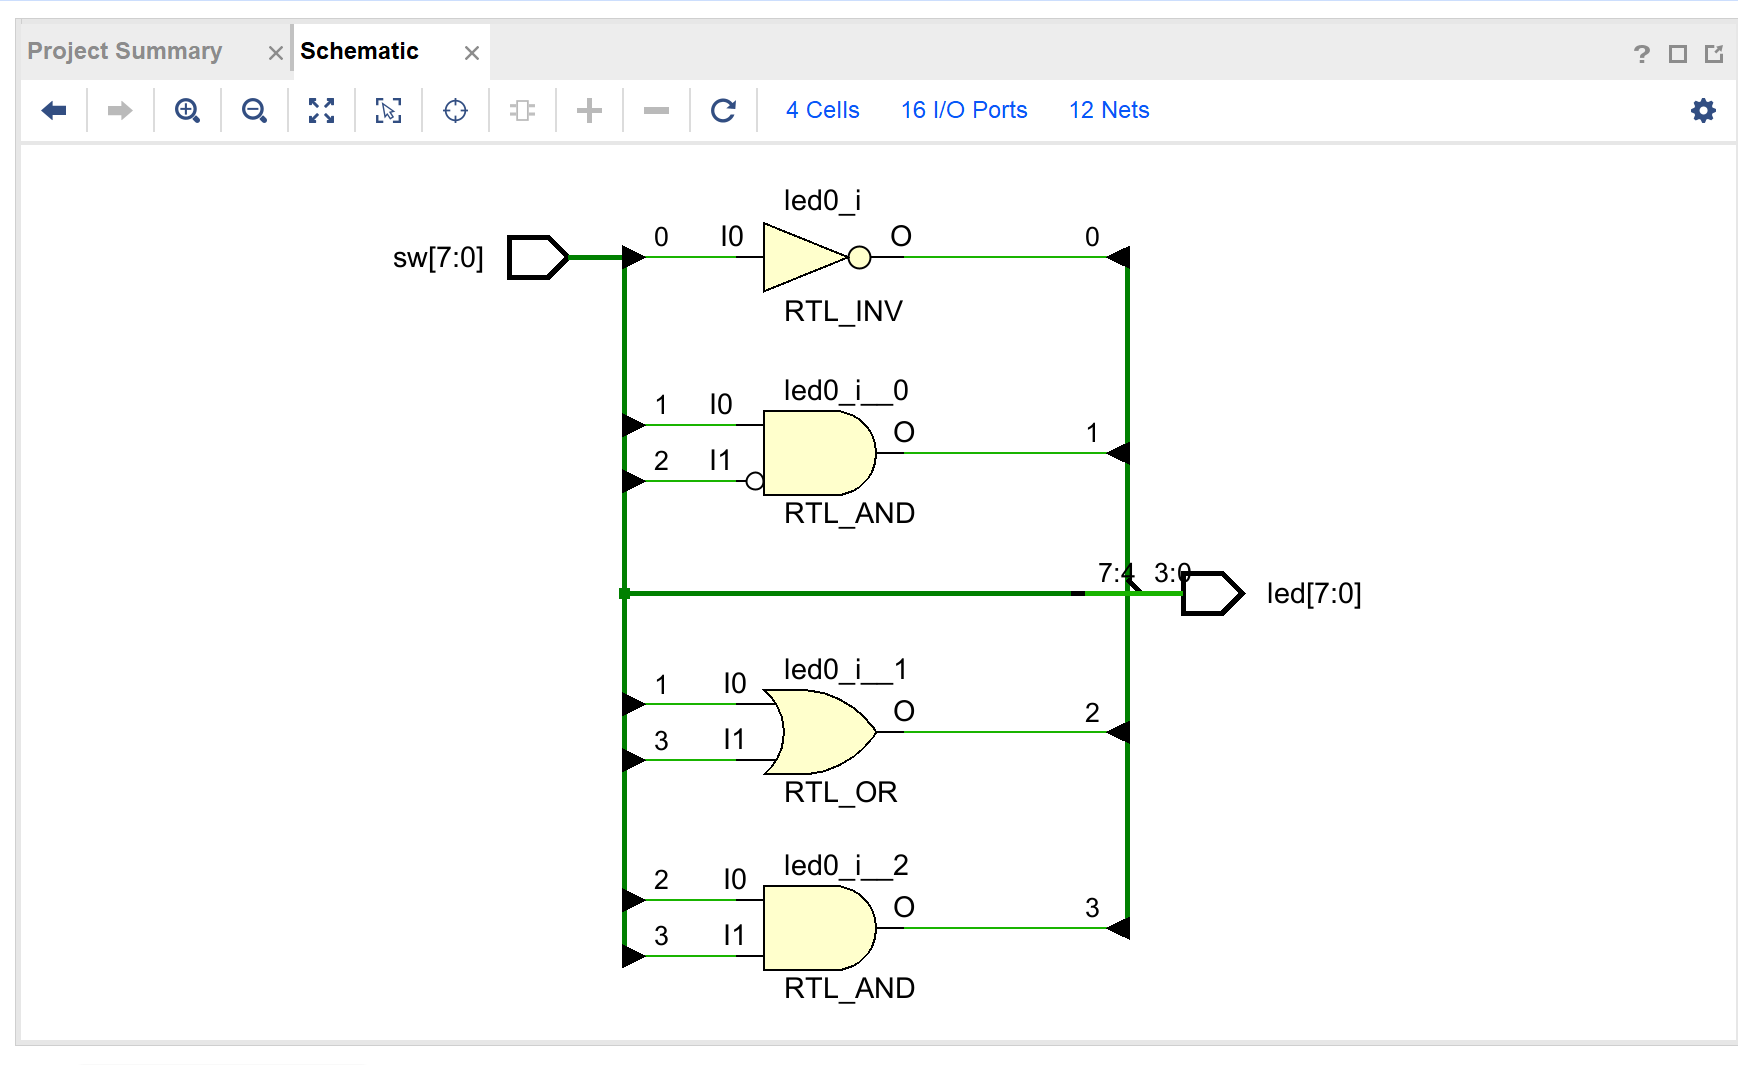 Project Summary
Schematic
?
4 Cells
16 I/O Ports
12 Nets
led0_i
sw[7:0]
0
I0
O
0
RTL_INV
led0_i__0
1
I0
O
1
2
I1
RTL_AND
7:4
3:0
led[7:0]
led0_i__1
1
I0
O
2
3
I1
RTL_OR
led0_i__2
2
I0
O
3
3
I1
RTL_AND